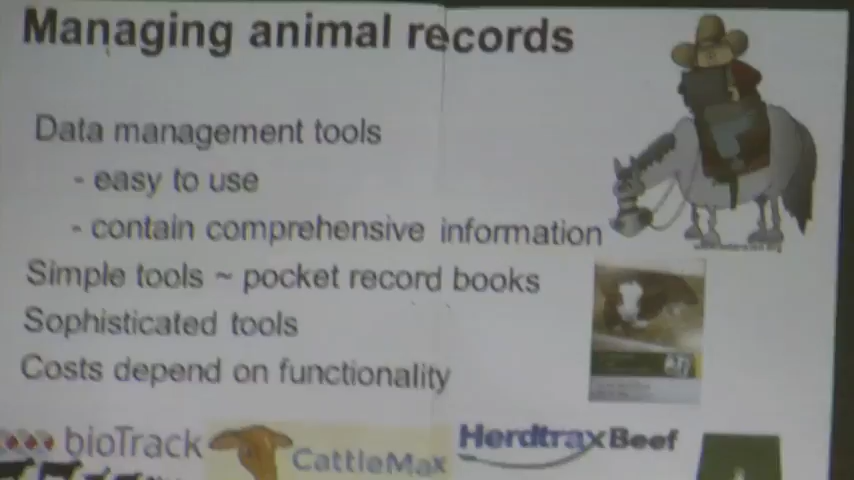 Managing animal records
Data management tools
- easy to use
- contain comprehensive information
Simple tools ~ pocket record books
Sophisticated tools
Costs depend on functionality
bioTrack
CattleMax
HerdtraxBeef